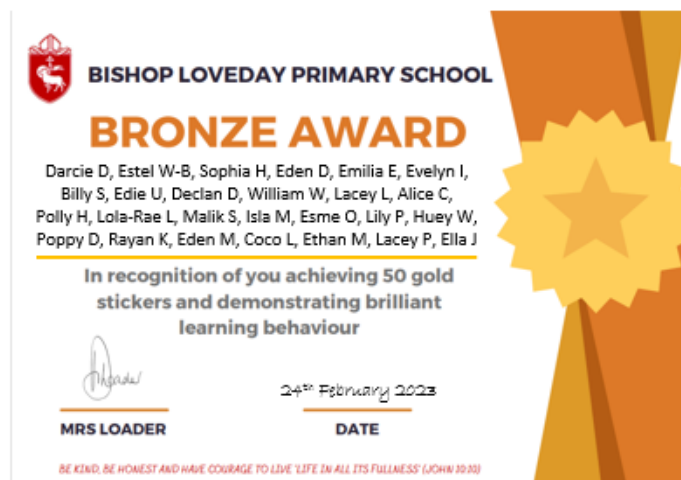 BISHOP LOVEDAY PRIMARY SCHOOL
BRONZE AWARD
Darcie D, Estel W-B, Sophia H, Eden D, Emilia E, Evelyn I,
Billy S, Edie U, Declan D, William W, Lacey L, Alice C,
Polly H, Lola-Rae L, Malik S, Isla M, Esme O, Lily P, Huey W,
Poppy D, Rayan K, Eden M, Coco L, Ethan M, Lacey P, Ella J
In recognition of you achieving 50 gold
stickers and demonstrating brilliant
learning behaviour
HLoader
24th February 2023
MRS LOADER
DATE
BE KIND, BE HONEST AND HAVE COURAGE TO LIVE 'LIFE IN ALL ITS FULLNESS' (JOHN 10:10)